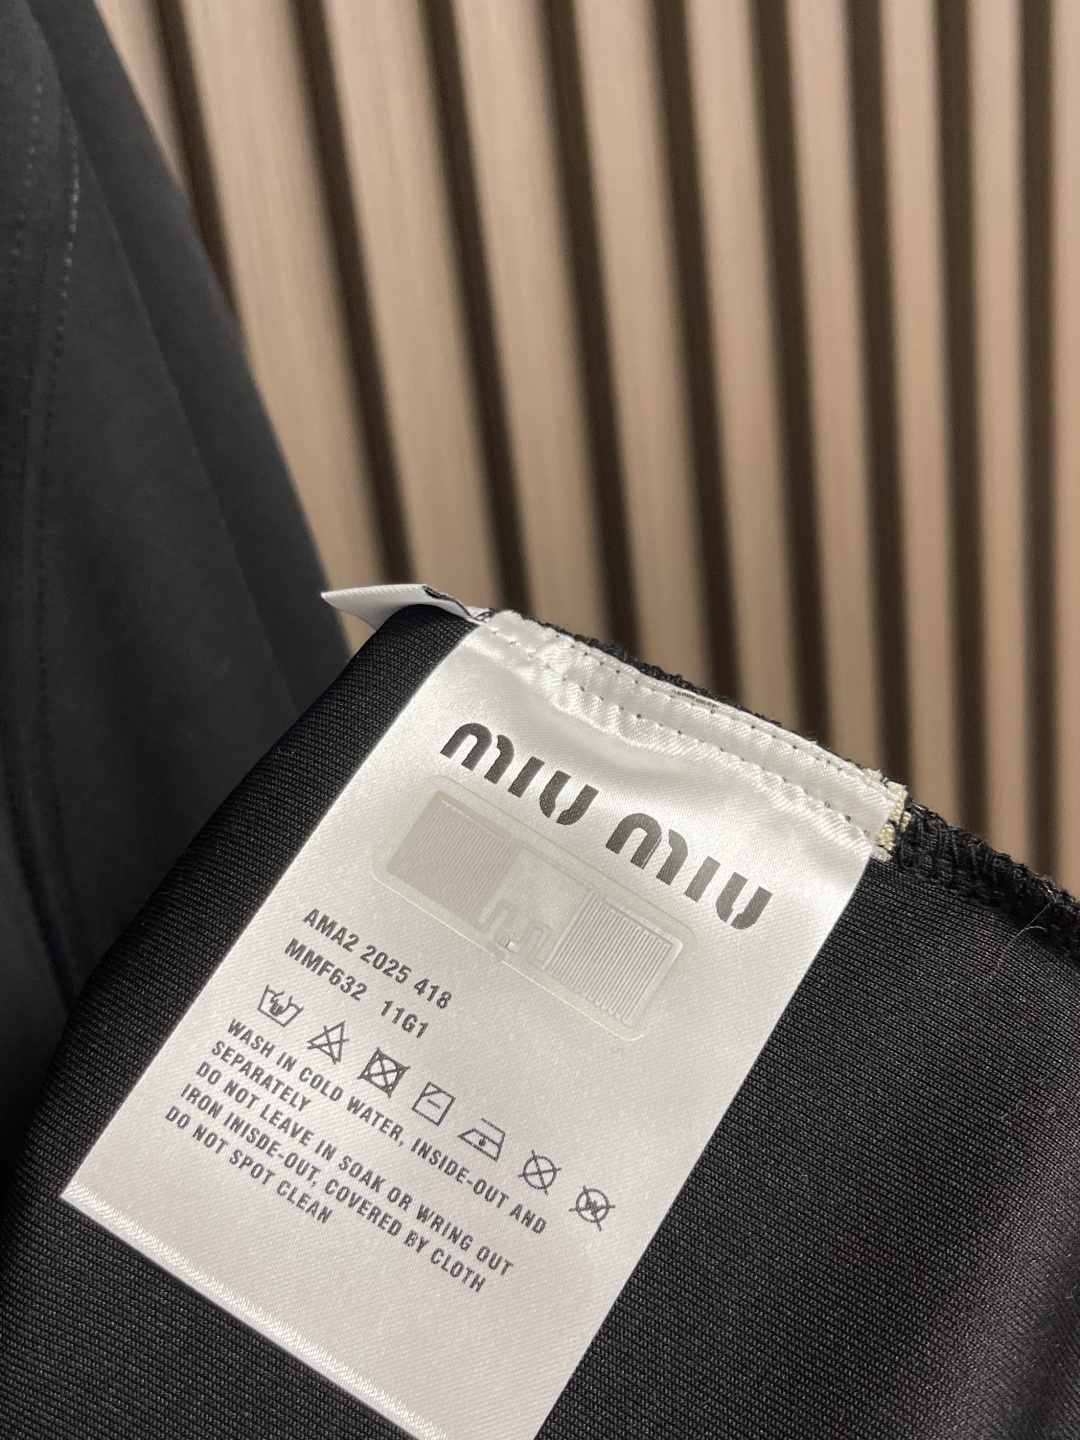 MIU MIU
AMA2 2025 418
MMF632 11G1
WASH IN COLD WATER, INSIDE-OUT AND
SEPARATELY
DO NOT LEAVE IN SOAK OR WRING OUT
IRON INISDE-OUT, COVERED BY CLOTH
DO NOT SPOT CLEAN